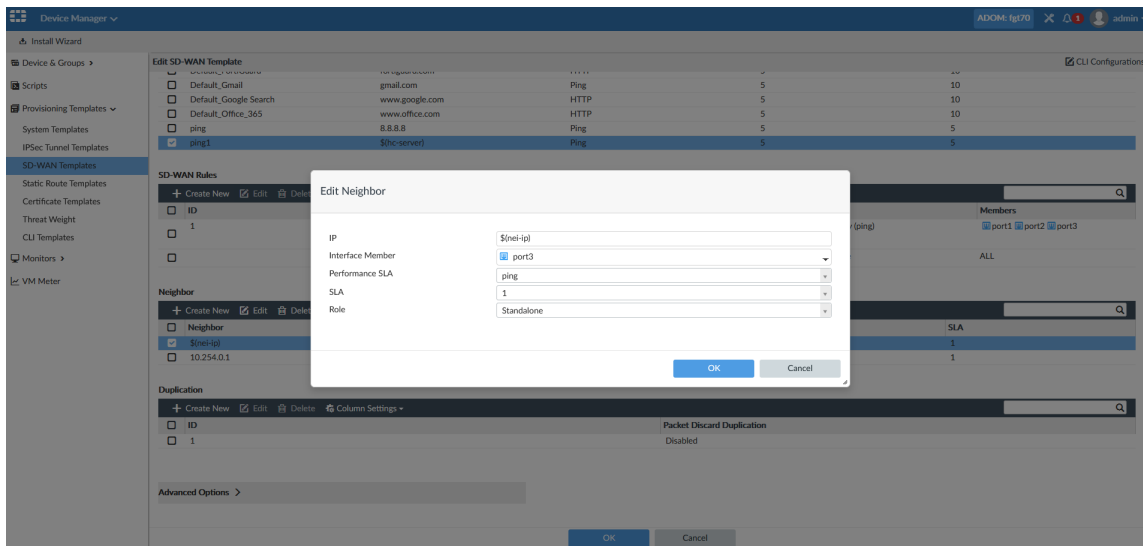 Device Manager
ADOM: fgt70
1
admin
Install Wizard
Device & Groups >
Scripts
Provisioning Templates
System Templates
IPSec Tunnel Templates
SD-WAN Templates
Static Route Templates
Certificate Templates
Threat Weight
CLI Templates
Monitors >
VM Meter
Edit SD-WAN Template
CLI Configurations
Default_Gmail gmail.com Ping 5 10
Default_Google Search www.google.com HTTP 5 10
Default_Office_365 www.office.com HTTP 5 10
ping 8.8.8.8 Ping 5 5
ping1 $(hc-server) Ping 5 5
SD-WAN Rules
+ Create New Edit Delet
ID Members
1 (ping) port1 port2 port3
ALL
Edit Neighbor
IP $(nei-ip)
Interface Member port3
Performance SLA ping
SLA 1
Role Standalone
OK Cancel
Neighbor
+ Create New Edit Delet
Neighbor SLA
$(nei-ip) 1
10.254.0.1 1
Duplication
+ Create New Edit Delete Column Settings
ID Packet Discard Duplication
1 Disabled
Advanced Options >
OK Cancel